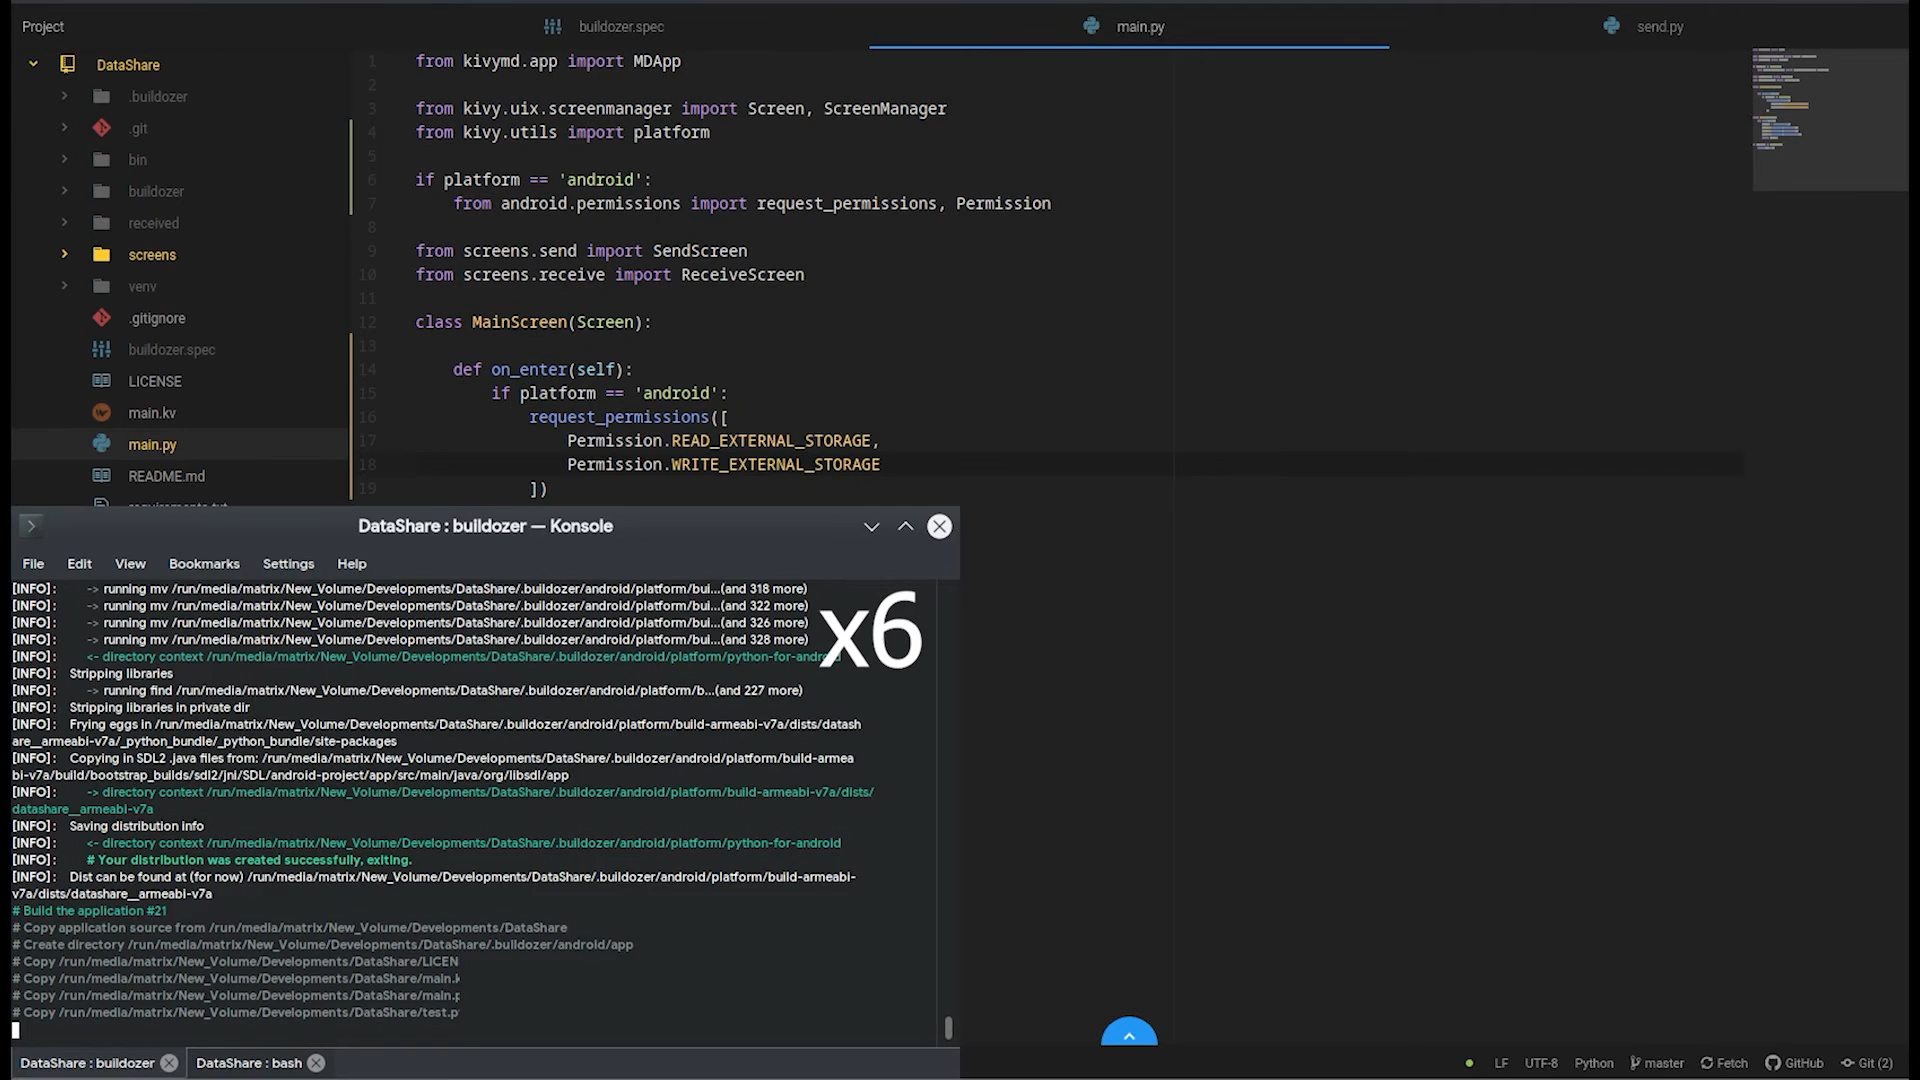 Project
buildozer.spec
main.py
send.py
DataShare
.buildozer
.git
bin
buildozer
received
screens
venv
.gitignore
buildozer.spec
LICENSE
main.kv
main.py
README.md
1 from kivymd.app import MDApp
2
3 from kivy.uix.screenmanager import Screen, ScreenManager
4 from kivy.utils import platform
5
6 if platform == 'android':
7 from android.permissions import request_permissions, Permission
8
9 from screens.send import SendScreen
10 from screens.receive import ReceiveScreen
11
12 class MainScreen(Screen):
13
14 def on_enter(self):
15 if platform == 'android':
16 request_permissions([
17 Permission.READ_EXTERNAL_STORAGE,
18 Permission.WRITE_EXTERNAL_STORAGE
19 ])
DataShare : buildozer — Konsole
File Edit View Bookmarks Settings Help
[INFO]: -> running mv /run/media/matrix/New_Volume/Developments/DataShare/.buildozer/android/platform/bui...(and 318 more)
[INFO]: -> running mv /run/media/matrix/New_Volume/Developments/DataShare/.buildozer/android/platform/bui...(and 322 more)
[INFO]: -> running mv /run/media/matrix/New_Volume/Developments/DataShare/.buildozer/android/platform/bui...(and 326 more)
[INFO]: -> running mv /run/media/matrix/New_Volume/Developments/DataShare/.buildozer/android/platform/bui...(and 328 more)
x6
[INFO]: <- directory context /run/media/matrix/New_Volume/Developments/DataShare/.buildozer/android/platform/python-for-android
[INFO]: Stripping libraries
[INFO]: -> running find /run/media/matrix/New_Volume/Developments/DataShare/.buildozer/android/platform/b...(and 227 more)
[INFO]: Stripping libraries in private dir
[INFO]: Frying eggs in /run/media/matrix/New_Volume/Developments/DataShare/.buildozer/android/platform/build-armeabi-v7a/dists/datash
are__armeabi-v7a/_python_bundle/_python_bundle/site-packages
[INFO]: Copying in SDL2 .java files from: /run/media/matrix/New_Volume/Developments/DataShare/.buildozer/android/platform/build-armea
bi-v7a/build/bootstrap_builds/sdl2/jni/SDL/android-project/app/src/main/java/org/libsdl/app
[INFO]: -> directory context /run/media/matrix/New_Volume/Developments/DataShare/.buildozer/android/platform/build-armeabi-v7a/dists/
datashare__armeabi-v7a
[INFO]: Saving distribution info
[INFO]: <- directory context /run/media/matrix/New_Volume/Developments/DataShare/.buildozer/android/platform/python-for-android
[INFO]: # Your distribution was created successfully, exiting.
[INFO]: Dist can be found at (for now) /run/media/matrix/New_Volume/Developments/DataShare/.buildozer/android/platform/build-armeabi-
v7a/dists/datashare__armeabi-v7a
# Build the application #21
# Copy application source from /run/media/matrix/New_Volume/Developments/DataShare
# Create directory /run/media/matrix/New_Volume/Developments/DataShare/.buildozer/android/app
# Copy /run/media/matrix/New_Volume/Developments/DataShare/LICEN
# Copy /run/media/matrix/New_Volume/Developments/DataShare/main.k
# Copy /run/media/matrix/New_Volume/Developments/DataShare/main.p
# Copy /run/media/matrix/New_Volume/Developments/DataShare/test.p
DataShare : buildozer DataShare : bash
LF UTF-8 Python master Fetch GitHub Git (2)